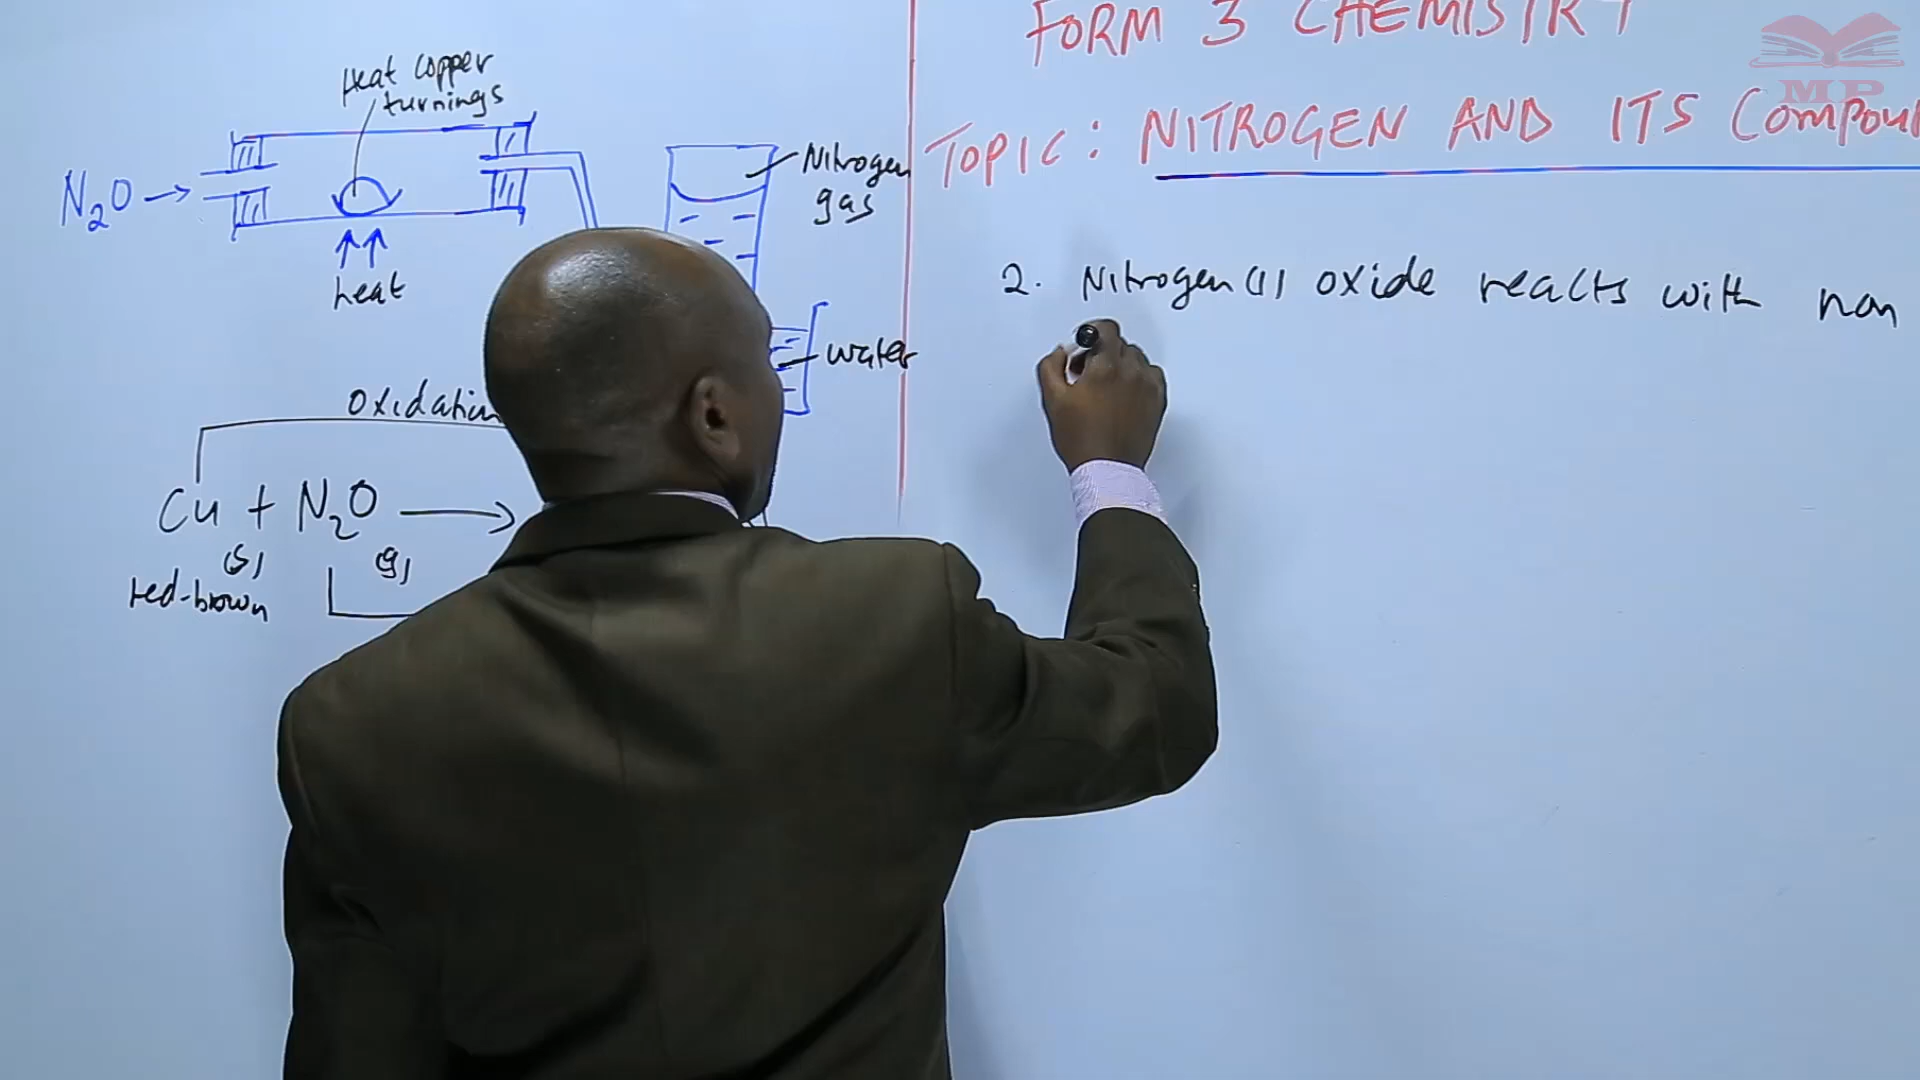 FORM 3 CHEMISTRY
MP
TOPIC: NITROGEN AND ITS COMPOU
Heat copper
turnings
N2O →
heat
Nitrogen
gas
water
Oxidation
Cu + N2O →
(s) (g)
red-brown
2. Nitrogen(I) oxide reacts with non